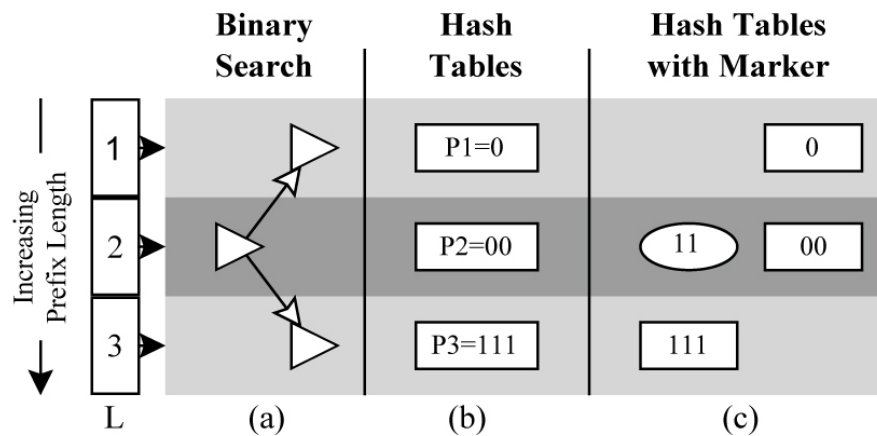 Binary
Search
Hash
Tables
Hash Tables
with Marker
Increasing
Prefix Length
1
P1=0
0
2
P2=00
11
00
3
P3=111
111
L
(a)
(b)
(c)